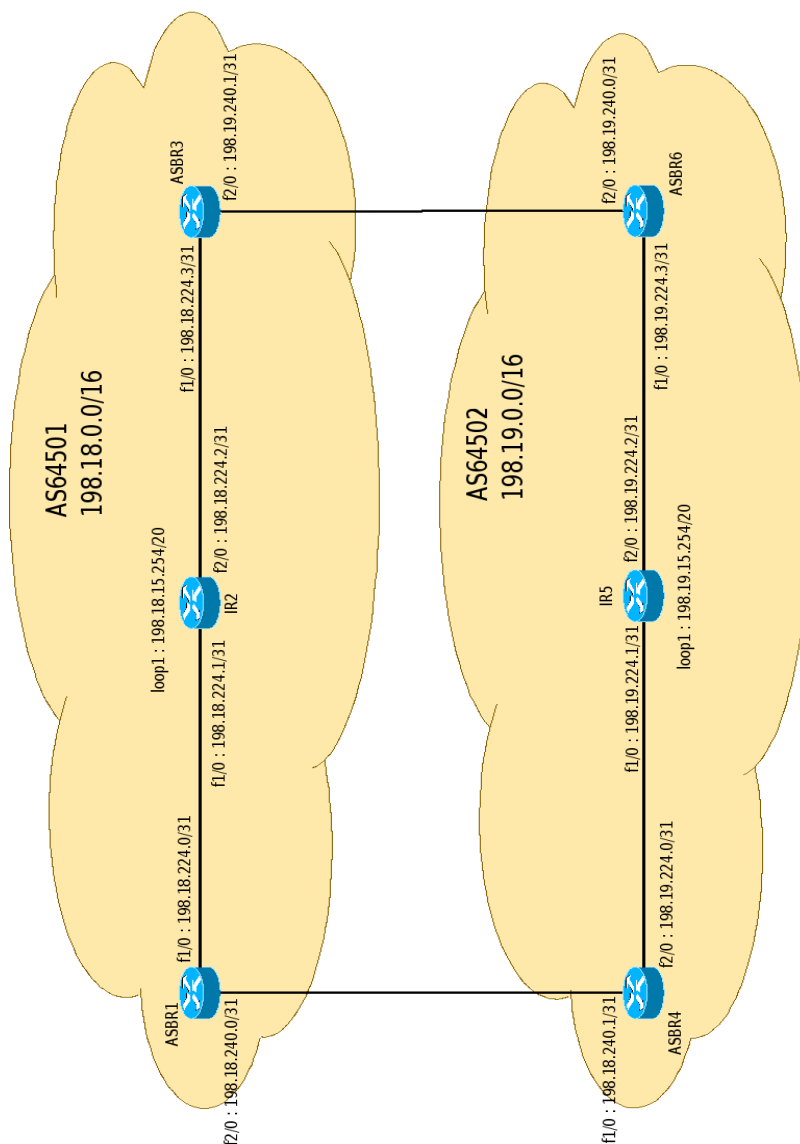 AS64501
198.18.0.0/16
ASBR1
f2/0 : 198.18.240.0/31
f1/0 : 198.18.224.0/31
f1/0 : 198.18.224.1/31
loop1 : 198.18.15.254/20
IR2
f2/0 : 198.18.224.2/31
f1/0 : 198.18.224.3/31
ASBR3
f2/0 : 198.19.240.1/31
AS64502
198.19.0.0/16
f1/0 : 198.18.240.1/31
ASBR4
f2/0 : 198.19.224.0/31
f1/0 : 198.19.224.1/31
IR5
loop1 : 198.19.15.254/20
f2/0 : 198.19.224.2/31
f1/0 : 198.19.224.3/31
f2/0 : 198.19.240.0/31
ASBR6